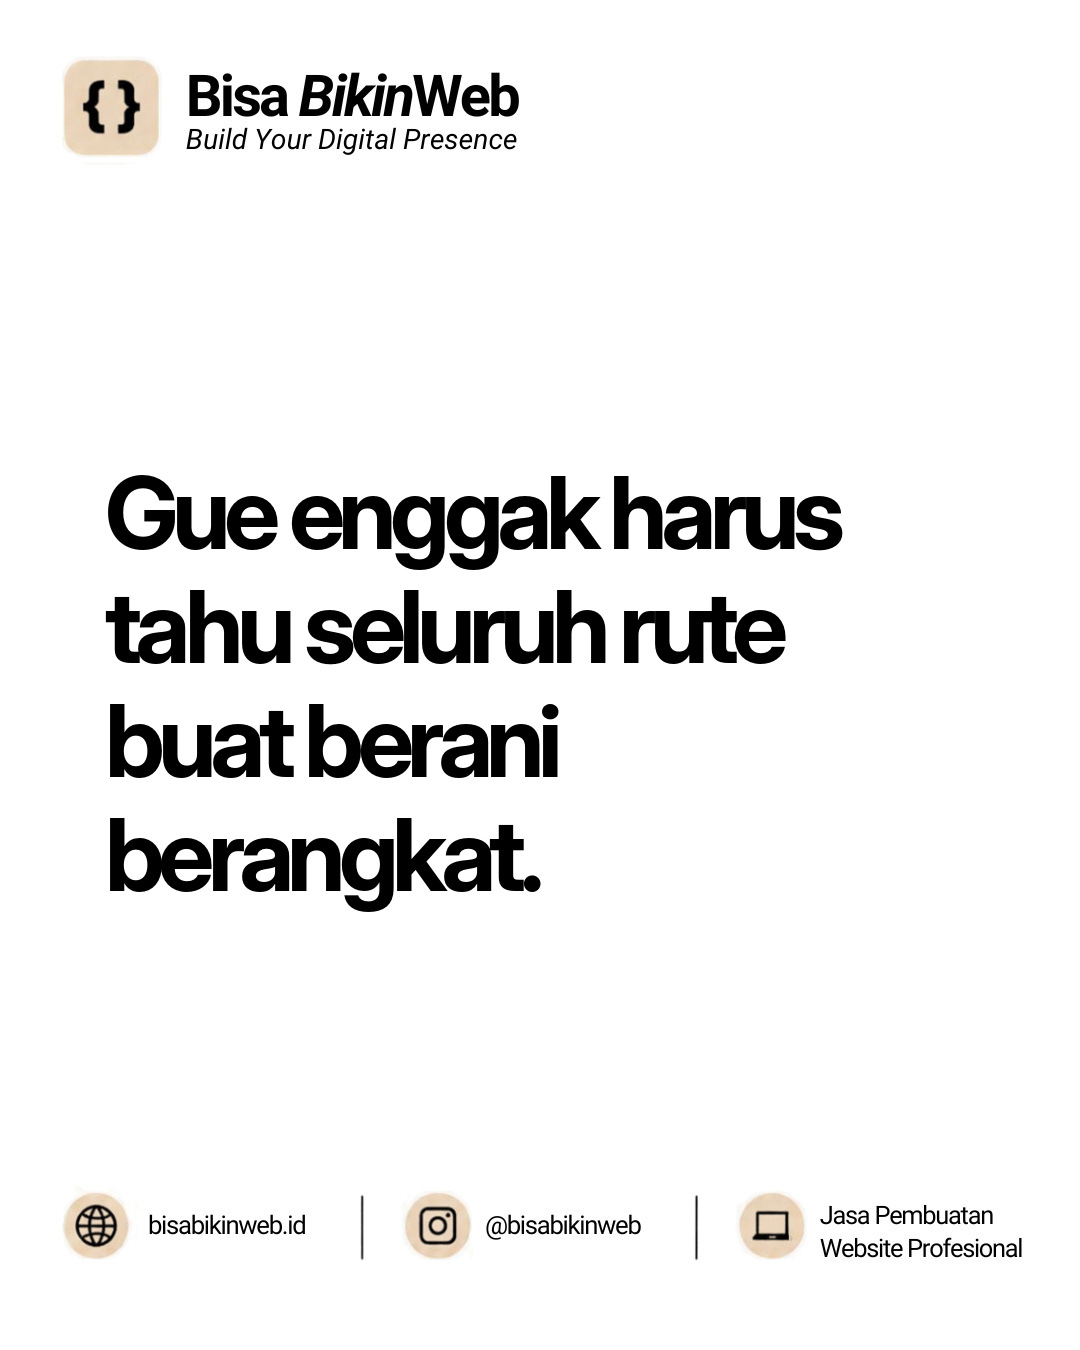 { }
Bisa BikinWeb
Build Your Digital Presence
Gue enggak harus
tahu seluruh rute
buat berani
berangkat.
bisabikinweb.id
@bisabikinweb
Jasa Pembuatan
Website Profesional